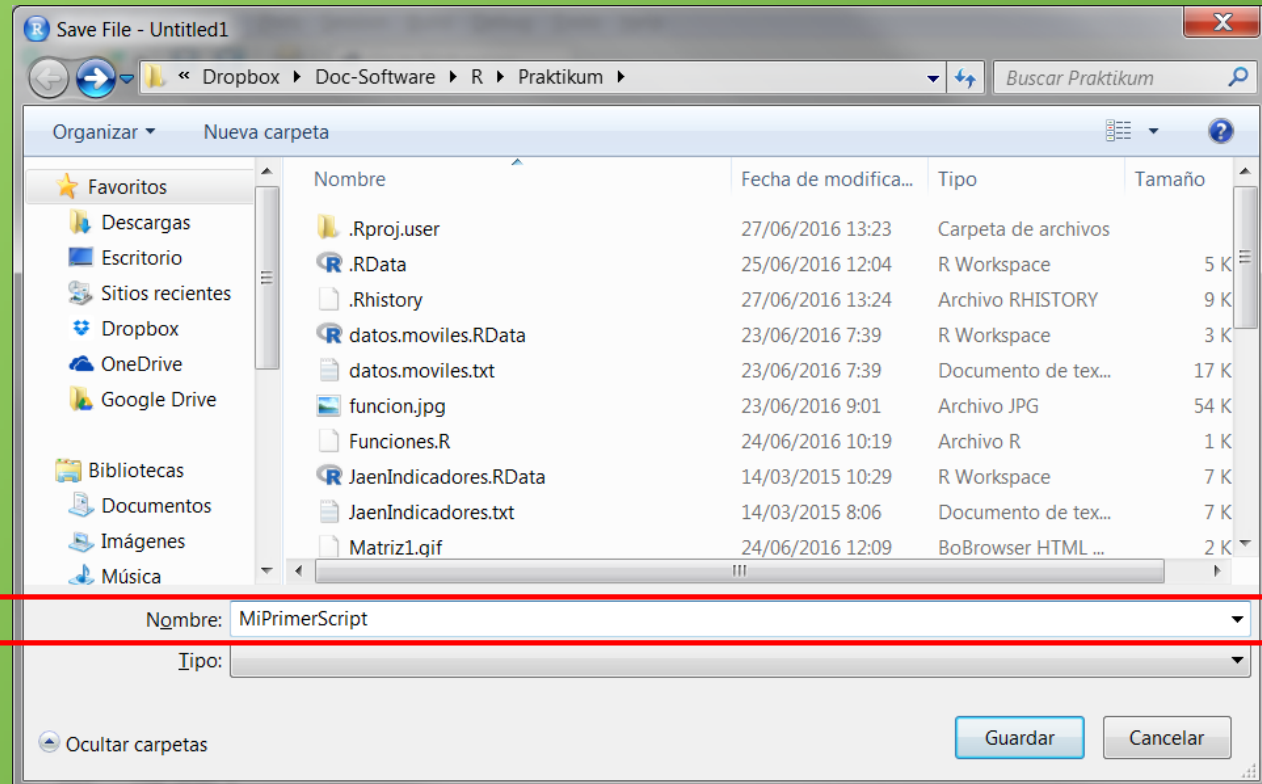 Save File - Untitled1
« Dropbox ▸ Doc-Software ▸ R ▸ Praktikum ▸
Buscar Praktikum
Organizar
Nueva carpeta
Nombre Fecha de modifica... Tipo Tamaño
Favoritos
Descargas
Escritorio
Sitios recientes
Dropbox
OneDrive
Google Drive
Bibliotecas
Documentos
Imágenes
Música
.Rproj.user 27/06/2016 13:23 Carpeta de archivos
.RData 25/06/2016 12:04 R Workspace 5 K
.Rhistory 27/06/2016 13:24 Archivo RHISTORY 9 K
datos.moviles.RData 23/06/2016 7:39 R Workspace 3 K
datos.moviles.txt 23/06/2016 7:39 Documento de tex... 17 K
funcion.jpg 23/06/2016 9:01 Archivo JPG 54 K
Funciones.R 24/06/2016 10:19 Archivo R 1 K
JaenIndicadores.RData 14/03/2015 10:29 R Workspace 7 K
JaenIndicadores.txt 14/03/2015 8:06 Documento de tex... 7 K
Matriz1.gif 24/06/2016 12:09 BoBrowser HTML ... 2 K
Nombre: MiPrimerScript
Tipo:
Ocultar carpetas
Guardar
Cancelar